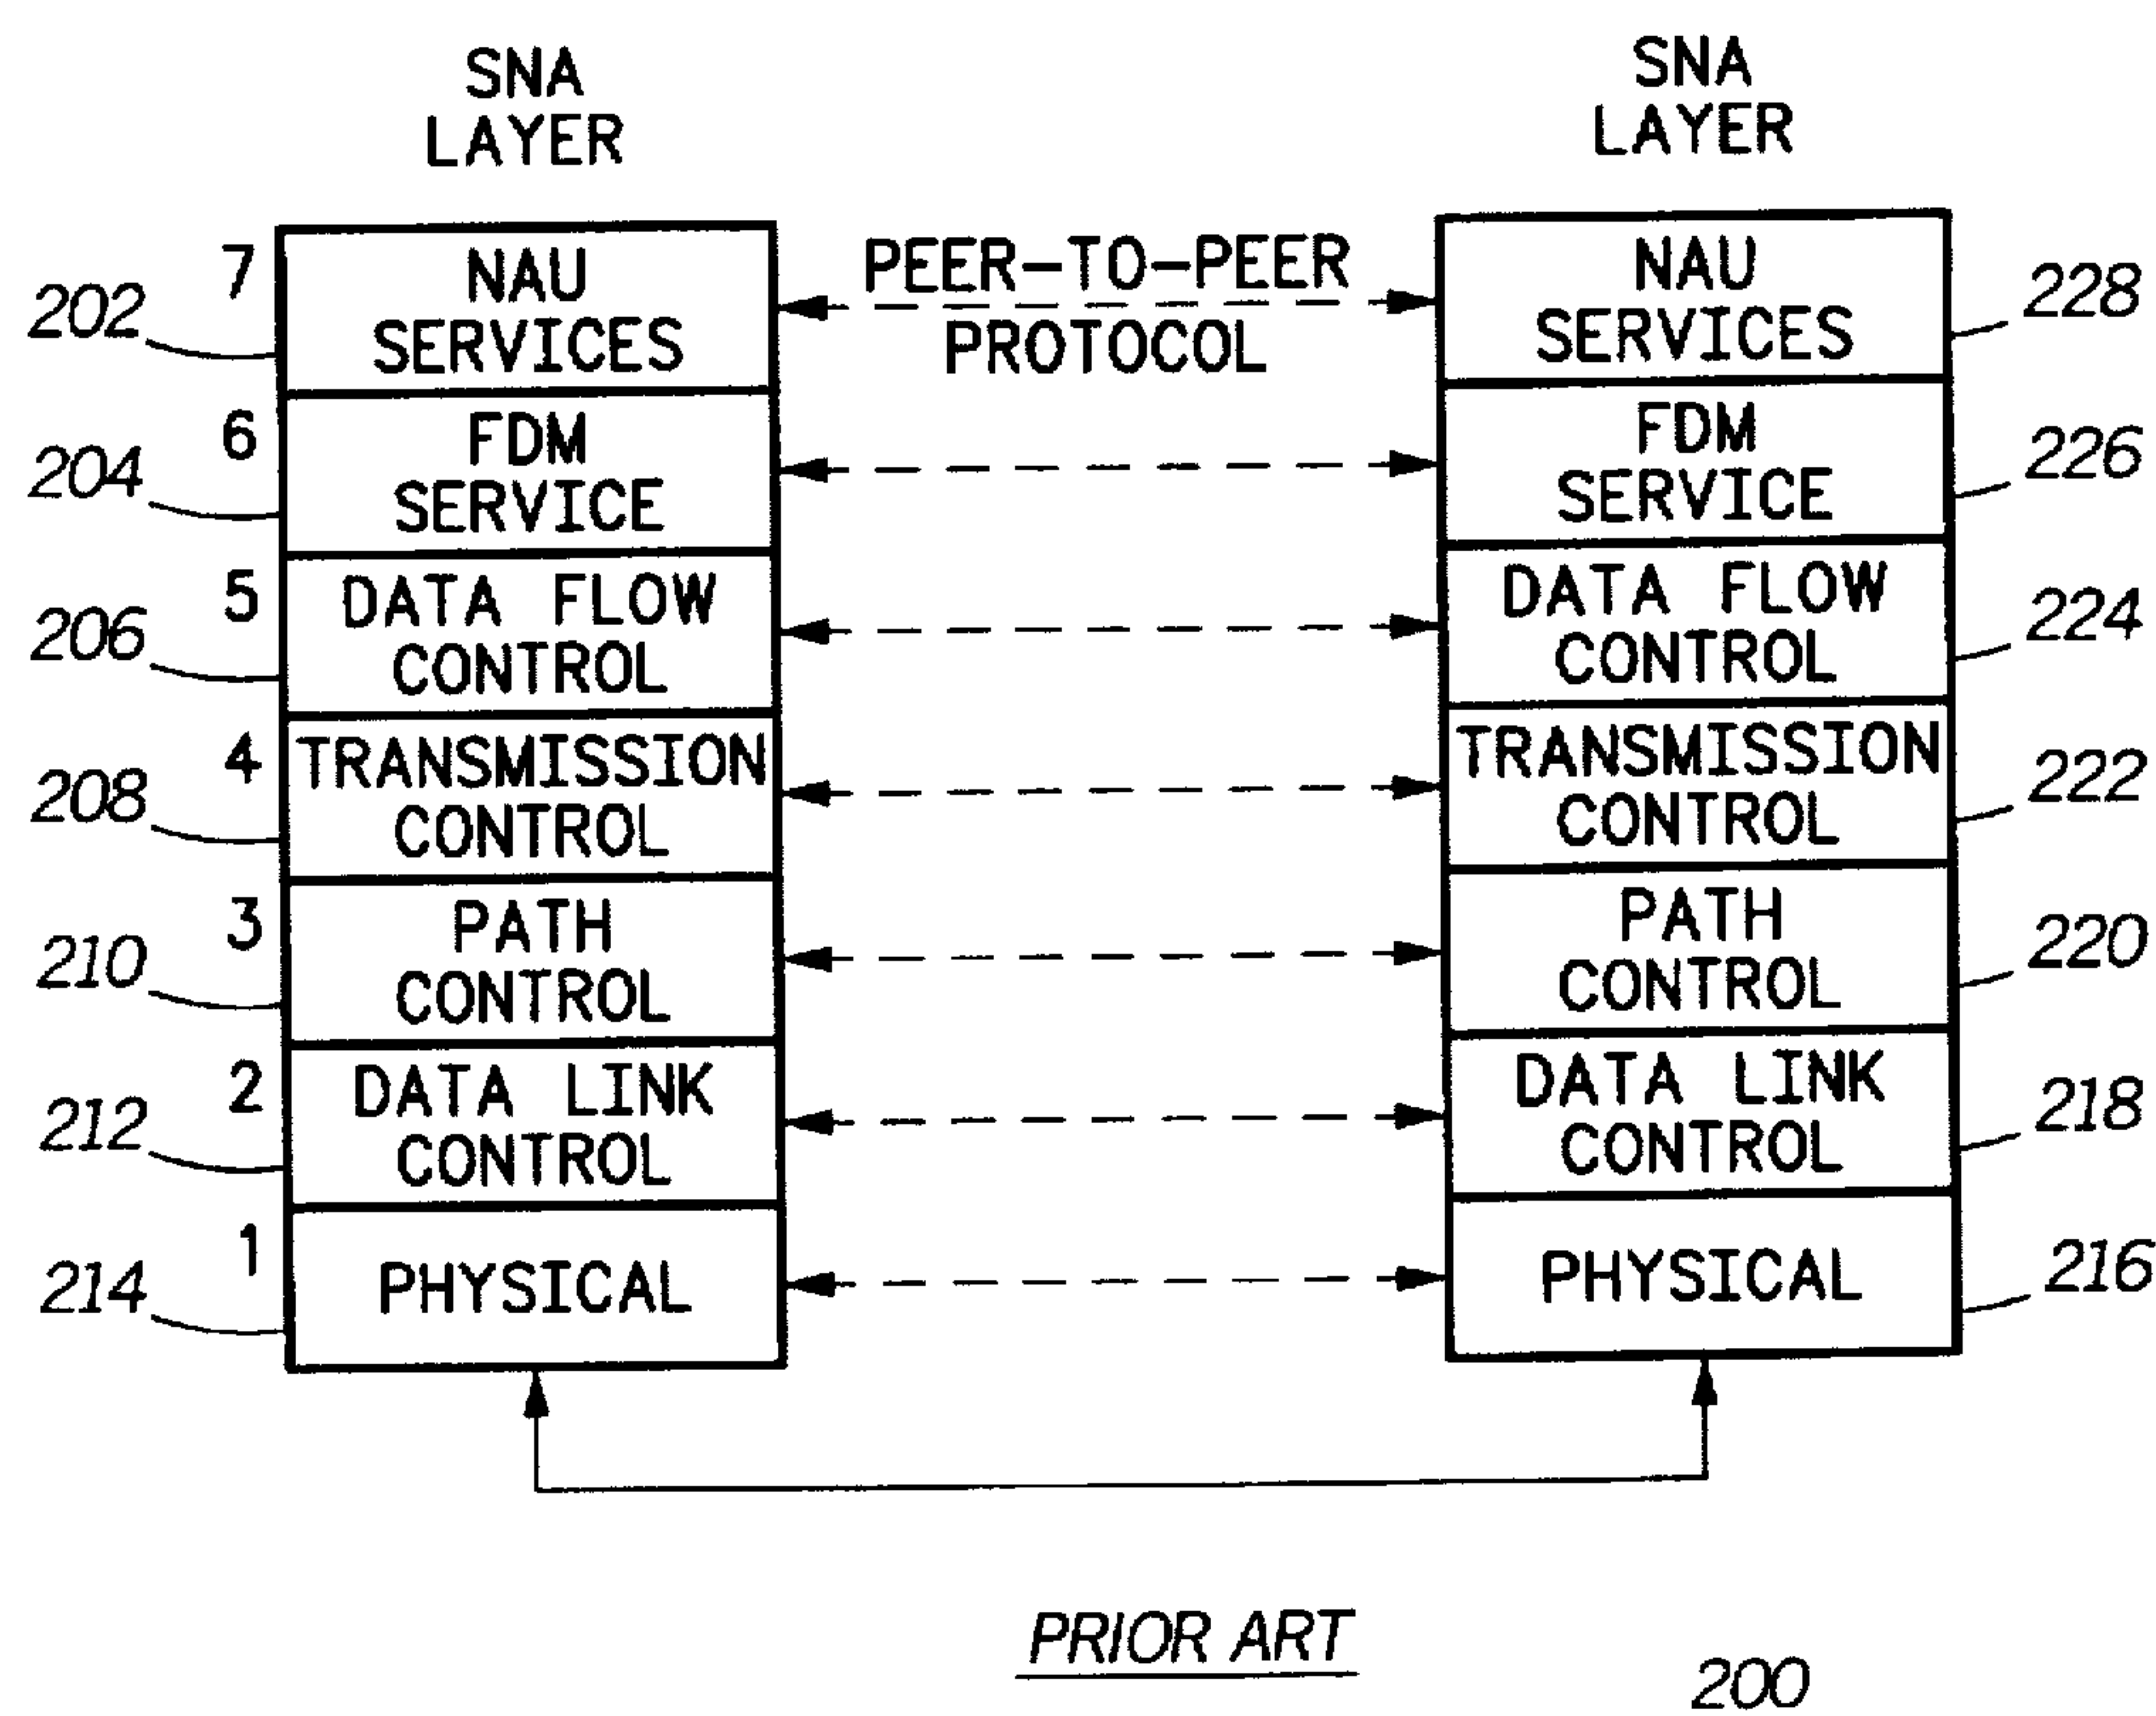 SNA
LAYER
SNA
LAYER
7
202
NAU
SERVICES
PEER-TO-PEER
PROTOCOL
NAU
SERVICES
228
6
204
FDM
SERVICE
FDM
SERVICE
226
5
206
DATA FLOW
CONTROL
DATA FLOW
CONTROL
224
4
208
TRANSMISSION
CONTROL
TRANSMISSION
CONTROL
222
3
210
PATH
CONTROL
PATH
CONTROL
220
2
212
DATA LINK
CONTROL
DATA LINK
CONTROL
218
1
214
PHYSICAL
PHYSICAL
216
PRIOR ART
200